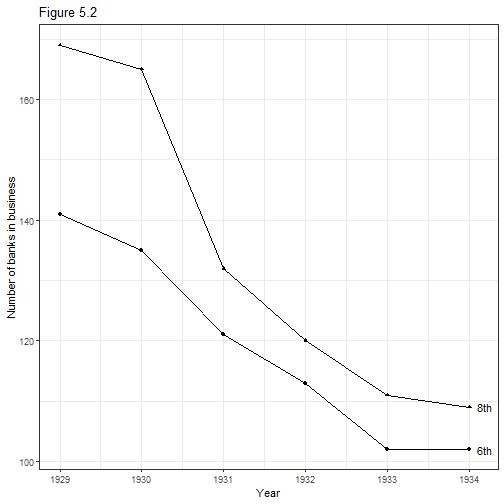 Figure 5.2
Number of banks in business
160
140
120
100
8th
6th
1929 1930 1931 1932 1933 1934
Year